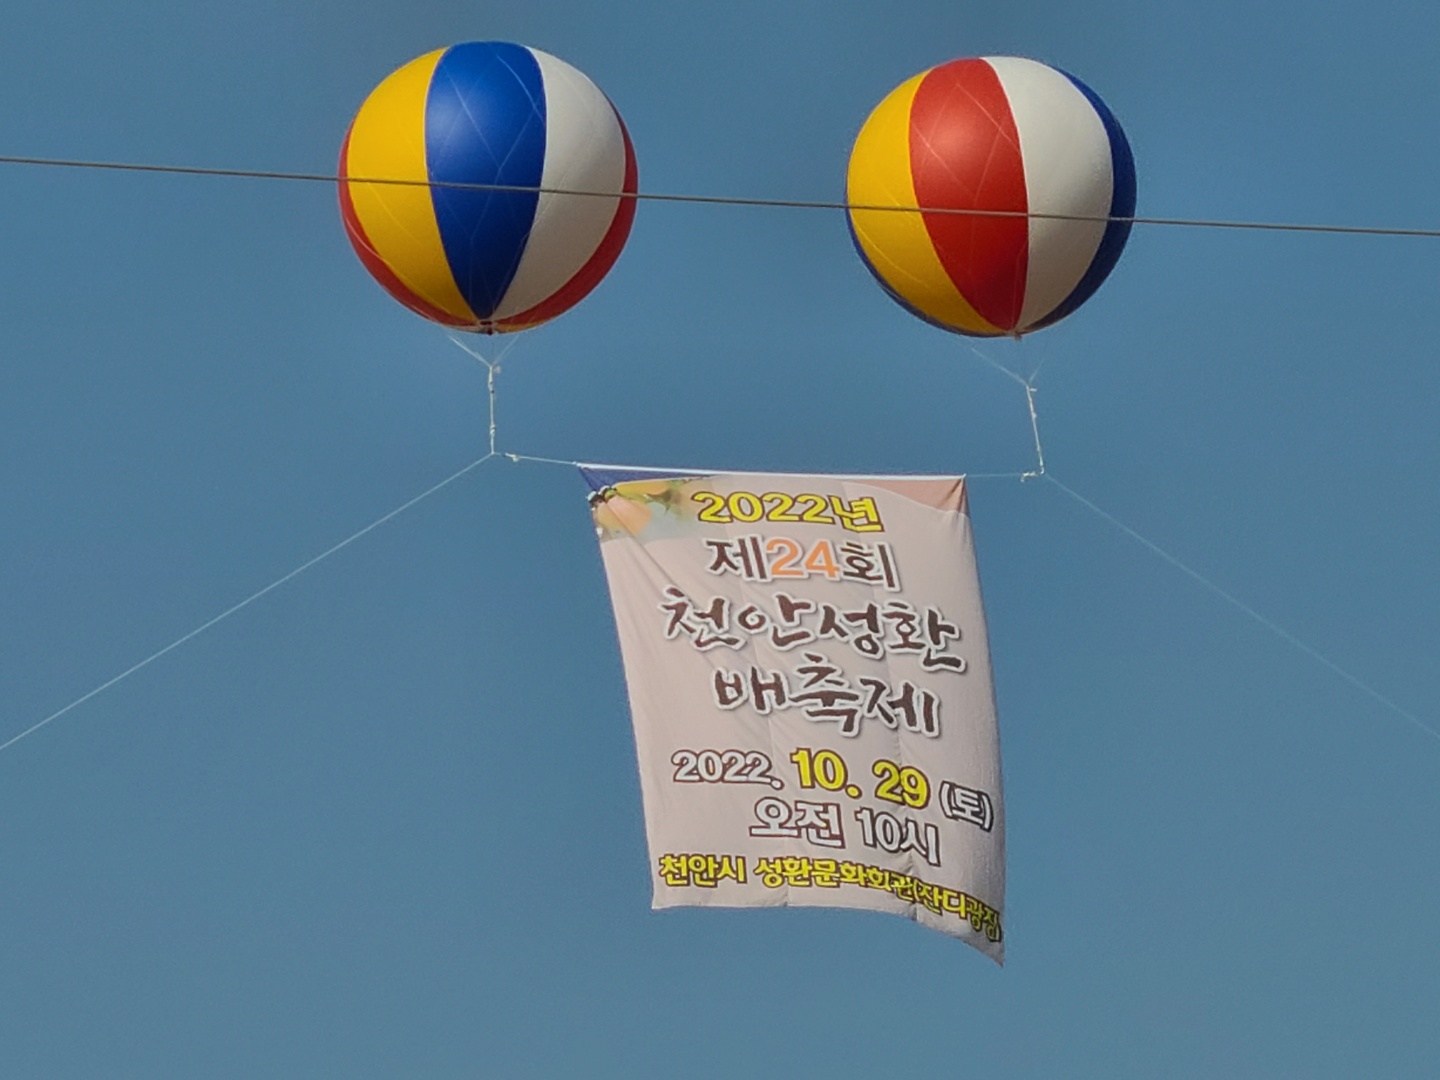 2022년
제24회
천안성환
배축제
2022. 10. 29 (토)
오전 10시
천안시 성환문화회관(잔디광장)